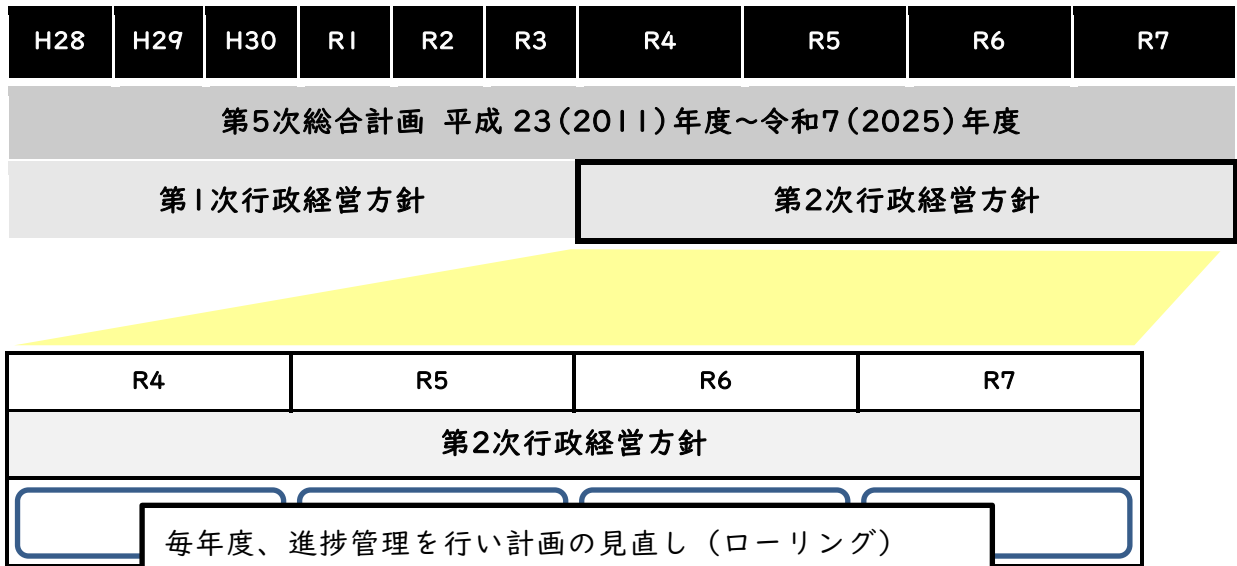 H28 H29 H30 R1 R2 R3 R4 R5 R6 R7
第5次総合計画 平成 23(2011)年度～令和7(2025)年度
第1次行政経営方針 第2次行政経営方針
R4 R5 R6 R7
第2次行政経営方針
毎年度、進捗管理を行い計画の見直し（ローリング）